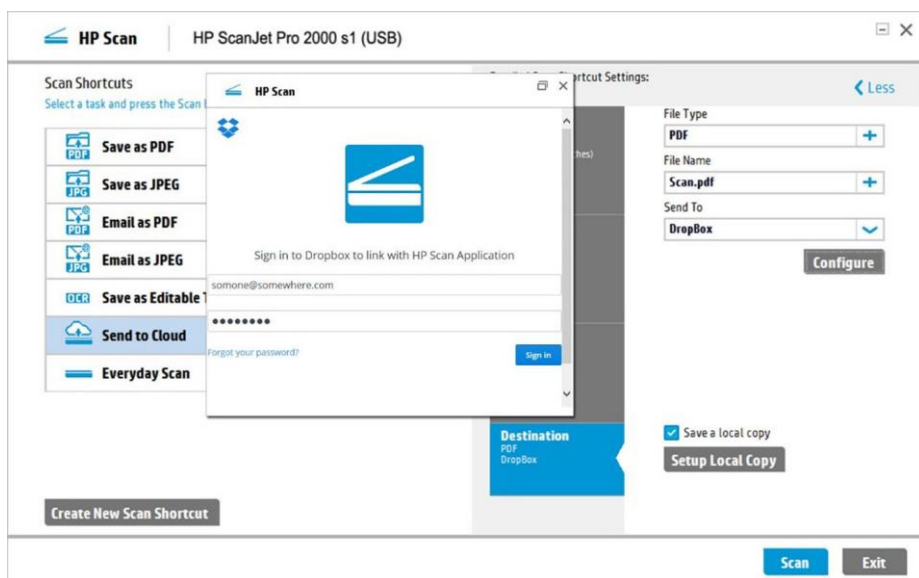 HP Scan
HP ScanJet Pro 2000 s1 (USB)
Scan Shortcuts
Select a task and press the Scan
Save as PDF
Save as JPEG
Email as PDF
Email as JPEG
OCR Save as Editable
Send to Cloud
Everyday Scan
Create New Scan Shortcut
HP Scan
Sign in to Dropbox to link with HP Scan Application
somone@somewhere.com
●●●●●●●●
Forgot your password?
Sign in
Shortcut Settings:
Less
Destination
PDF
DropBox
File Type
PDF
File Name
Scan.pdf
Send To
DropBox
Configure
Save a local copy
Setup Local Copy
Scan
Exit